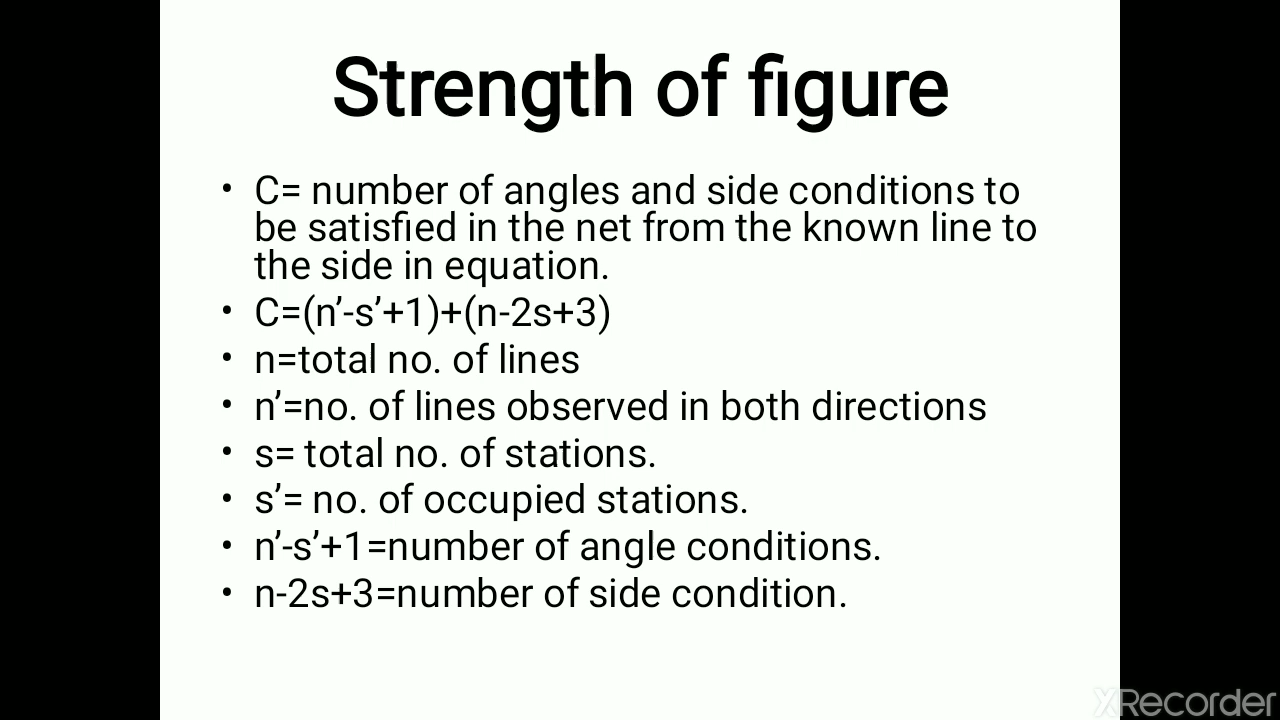 Strength of figure
• C= number of angles and side conditions to
be satisfied in the net from the known line to
the side in equation.
• C=(n’-s’+1)+(n-2s+3)
• n=total no. of lines
• n’=no. of lines observed in both directions
• s= total no. of stations.
• s’= no. of occupied stations.
• n’-s’+1=number of angle conditions.
• n-2s+3=number of side condition.
XRecorder